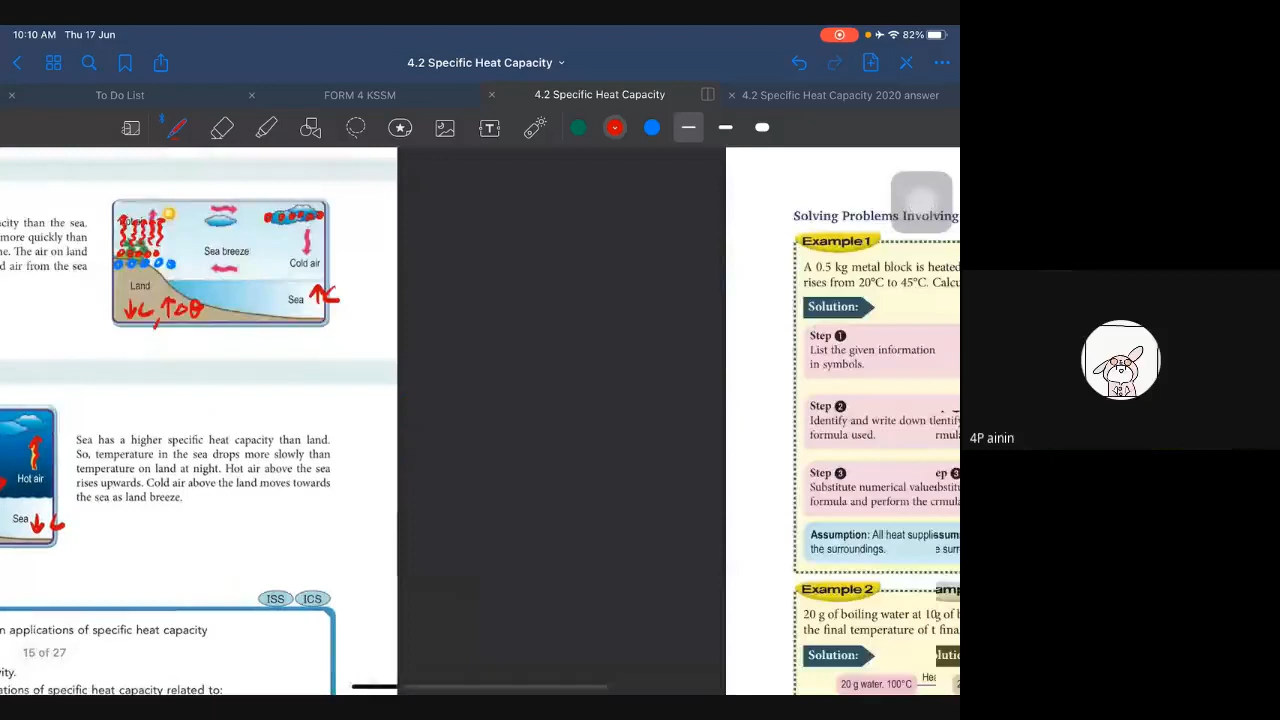 10:10 AM Thu 17 Jun
82%
4.2 Specific Heat Capacity
To Do List
FORM 4 KSSM
4.2 Specific Heat Capacity
4.2 Specific Heat Capacity 2020 answer
acity than the sea.
more quickly than
ne. The air on land
d air from the sea
Sea breeze
Cold air
Land
Sea
↑c
↓c, ↑Δθ
Sea has a higher specific heat capacity than land.
So, temperature in the sea drops more slowly than
temperature on land at night. Hot air above the sea
rises upwards. Cold air above the land moves towards
the sea as land breeze.
Hot air
Sea
↓c
ISS ICS
n applications of specific heat capacity
15 of 27
vity.
ations of specific heat capacity related to:
Solving Problems Involving
Example 1
A 0.5 kg metal block is heated
rises from 20°C to 45°C. Calcu
Solution:
Step 1
List the given information
in symbols.
Step 2
Identify and write down t
formula used.
Step 3
Substitute numerical value
formula and perform the c
Assumption: All heat suppli
the surroundings.
Example 2
20 g of boiling water at 10
the final temperature of t
Solution:
20 g water, 100°C
Hea
4P ainin